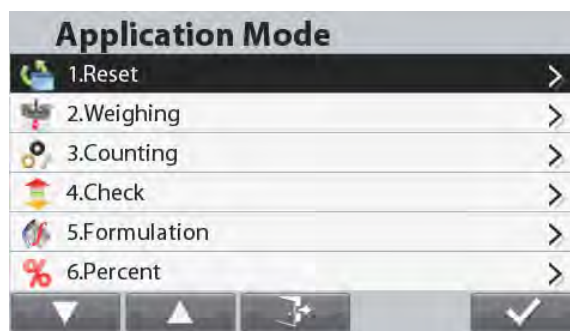 Application Mode
1.Reset
2.Weighing
3.Counting
4.Check
5.Formulation
6.Percent